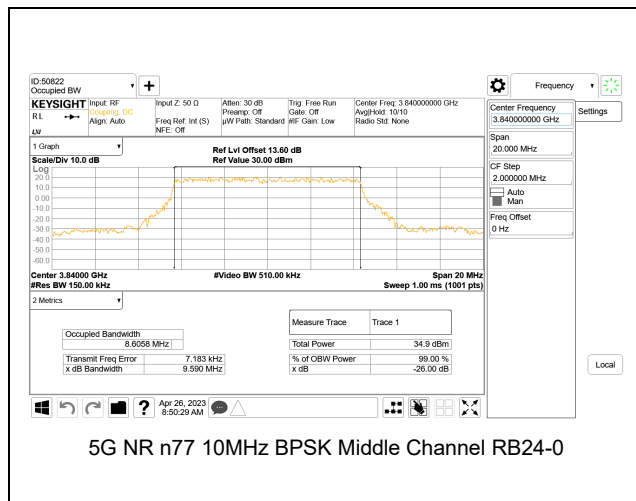 ID:50822
Occupied BW
Frequency
KEYSIGHT
R L
LXI
Input: RF
Coupling: DC
Align: Auto
Input Z: 50 Ω
Freq Ref: Int (S)
NFE: Off
Atten: 30 dB
Preamp: Off
µW Path: Standard
Trig: Free Run
Gate: Off
#IF Gain: Low
Center Freq: 3.840000000 GHz
Avg|Hold: 10/10
Radio Std: None
Center Frequency
3.840000000 GHz
Settings
Span
20.000 MHz
CF Step
2.000000 MHz
Auto
Man
Freq Offset
0 Hz
1 Graph
Scale/Div 10.0 dB
Ref Lvl Offset 13.60 dB
Ref Value 30.00 dBm
Log
20.0
10.0
0.00
-10.0
-20.0
-30.0
-40.0
-50.0
-60.0
Center 3.84000 GHz
#Res BW 150.00 kHz
#Video BW 510.00 kHz
Span 20 MHz
Sweep 1.00 ms (1001 pts)
2 Metrics
Measure Trace Trace 1
Occupied Bandwidth
8.6058 MHz
Total Power 34.9 dBm
Transmit Freq Error 7.183 kHz
% of OBW Power 99.00 %
x dB Bandwidth 9.590 MHz
x dB -26.00 dB
Local
Apr 26, 2023
8:50:29 AM
5G NR n77 10MHz BPSK Middle Channel RB24-0